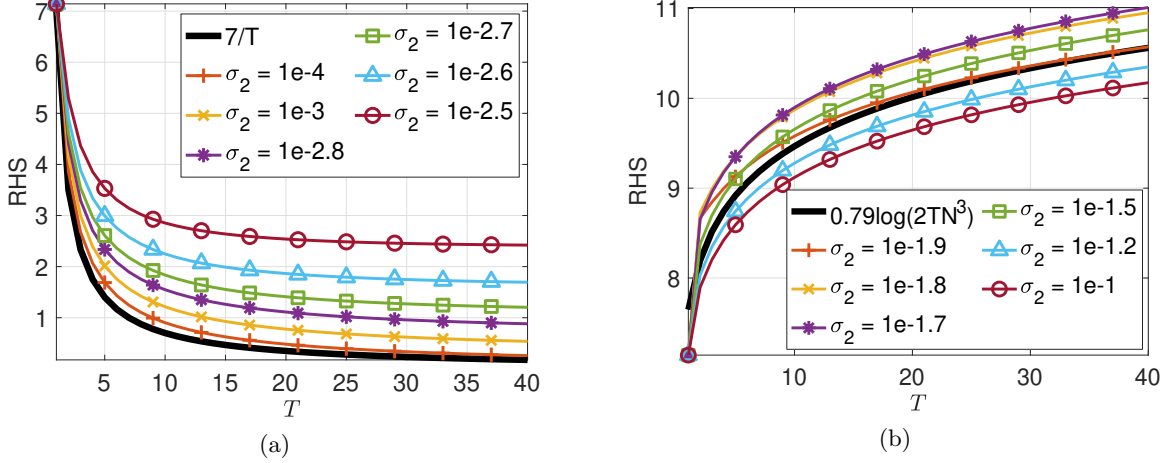 7
6
5
4
3
2
1
RHS
5
10
15
20
25
30
35
40
T
7/T
σ2 = 1e-4
σ2 = 1e-3
σ2 = 1e-2.8
σ2 = 1e-2.7
σ2 = 1e-2.6
σ2 = 1e-2.5
(a)
11
10
9
8
RHS
10
20
30
40
T
0.79log(2TN³)
σ2 = 1e-1.9
σ2 = 1e-1.8
σ2 = 1e-1.7
σ2 = 1e-1.5
σ2 = 1e-1.2
σ2 = 1e-1
(b)